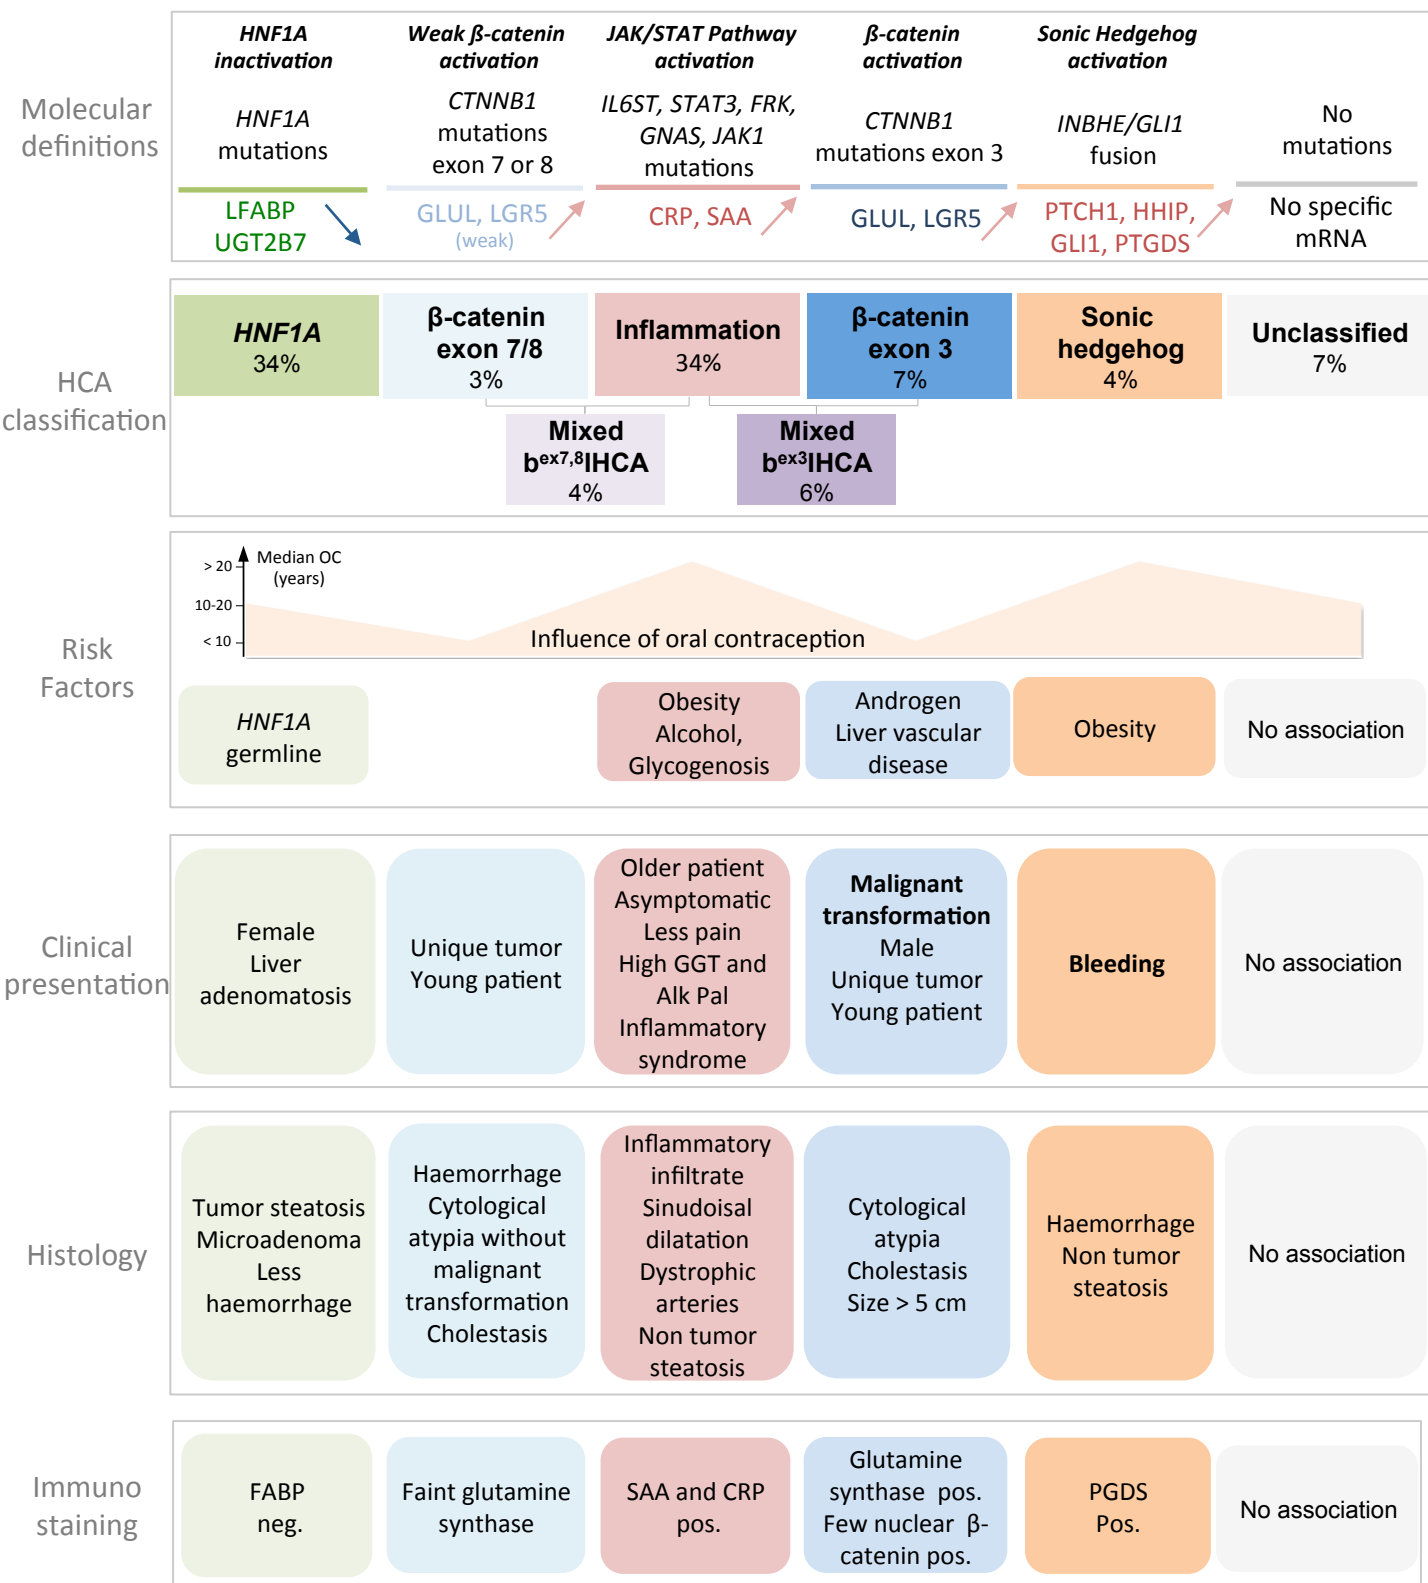 Molecular
definitions
HNF1A
inactivation
HNF1A
mutations
LFABP
UGT2B7
Weak ß-catenin
activation
CTNNB1
mutations
exon 7 or 8
GLUL, LGR5
(weak)
JAK/STAT Pathway
activation
IL6ST, STAT3, FRK,
GNAS, JAK1
mutations
CRP, SAA
ß-catenin
activation
CTNNB1
mutations exon 3
GLUL, LGR5
Sonic Hedgehog
activation
INBHE/GLI1
fusion
PTCH1, HHIP,
GLI1, PTGDS
No
mutations
No specific
mRNA
HCA
classification
HNF1A
34%
β-catenin
exon 7/8
3%
Inflammation
34%
β-catenin
exon 3
7%
Sonic
hedgehog
4%
Unclassified
7%
Mixed
bex7,8IHCA
4%
Mixed
bex3IHCA
6%
Risk
Factors
Median OC
(years)
> 20
10-20
< 10
Influence of oral contraception
HNF1A
germline
Obesity
Alcohol,
Glycogenosis
Androgen
Liver vascular
disease
Obesity
No association
Clinical
presentation
Female
Liver
adenomatosis
Unique tumor
Young patient
Older patient
Asymptomatic
Less pain
High GGT and
Alk Pal
Inflammatory
syndrome
Malignant
transformation
Male
Unique tumor
Young patient
Bleeding
No association
Histology
Tumor steatosis
Microadenoma
Less
haemorrhage
Haemorrhage
Cytological
atypia without
malignant
transformation
Cholestasis
Inflammatory
infiltrate
Sinudoisal
dilatation
Dystrophic
arteries
Non tumor
steatosis
Cytological
atypia
Cholestasis
Size > 5 cm
Haemorrhage
Non tumor
steatosis
No association
Immuno
staining
FABP
neg.
Faint glutamine
synthase
SAA and CRP
pos.
Glutamine
synthase pos.
Few nuclear β-
catenin pos.
PGDS
Pos.
No association